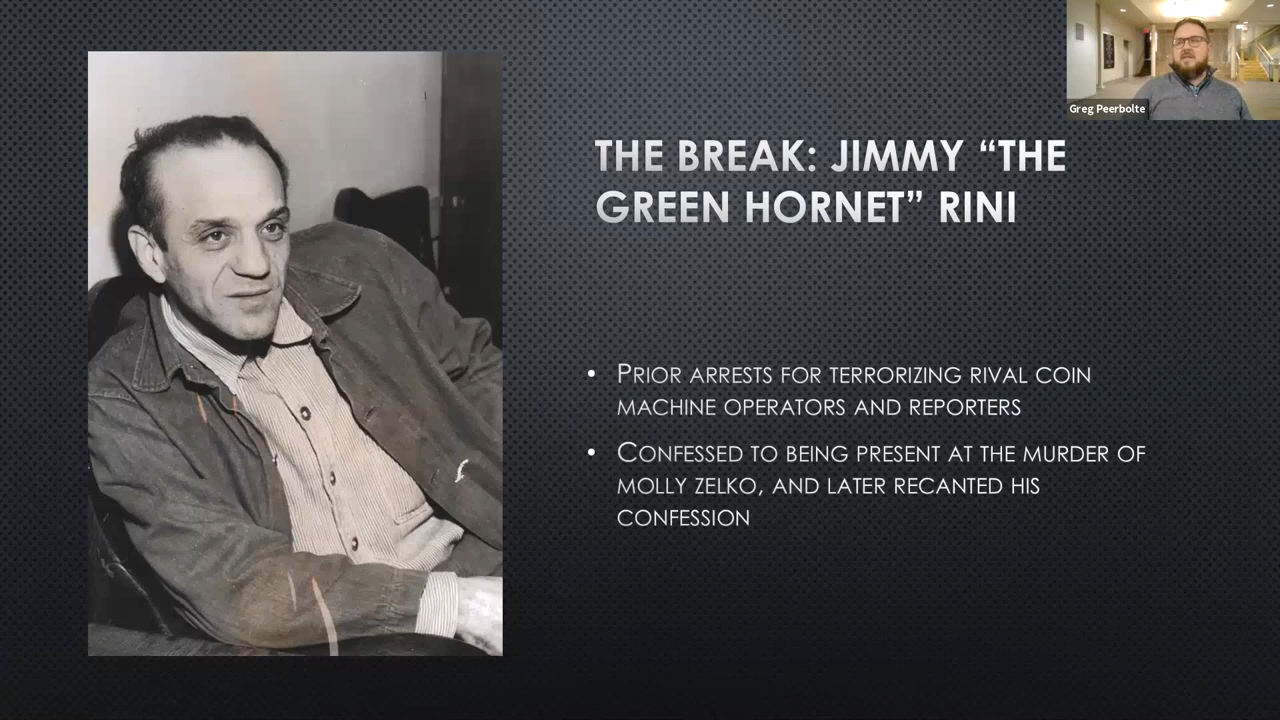 Greg Peerbolte
THE BREAK: JIMMY “THE
GREEN HORNET” RINI
• PRIOR ARRESTS FOR TERRORIZING RIVAL COIN
MACHINE OPERATORS AND REPORTERS
• CONFESSED TO BEING PRESENT AT THE MURDER OF
MOLLY ZELKO, AND LATER RECANTED HIS
CONFESSION